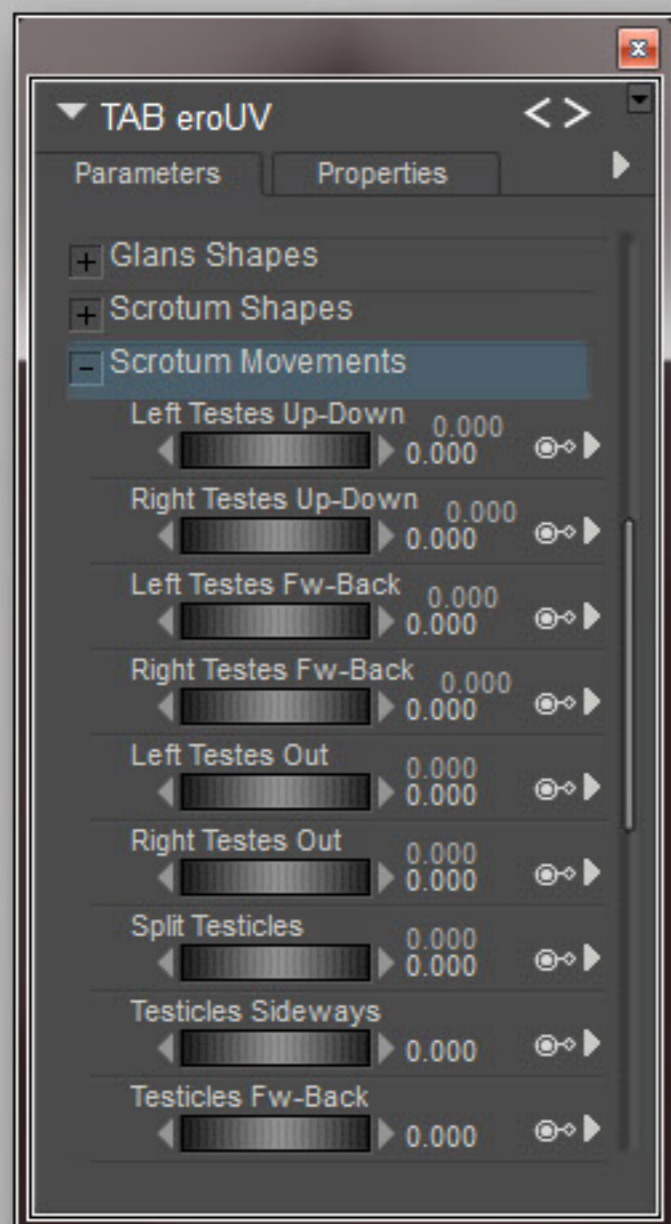 TAB eroUV
Parameters Properties
Glans Shapes
Scrotum Shapes
Scrotum Movements
Left Testes Up-Down 0.000
0.000
Right Testes Up-Down 0.000
0.000
Left Testes Fw-Back 0.000
0.000
Right Testes Fw-Back 0.000
0.000
Left Testes Out 0.000
0.000
Right Testes Out 0.000
0.000
Split Testicles 0.000
0.000
Testicles Sideways
0.000
Testicles Fw-Back
0.000